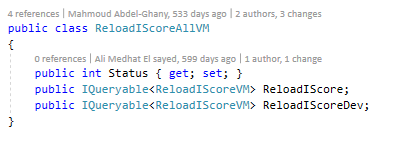 4 references | Mahmoud Abdel-Ghany, 533 days ago | 2 authors, 3 changes
public class ReloadIScoreAllVM
{
0 references | Ali Medhat El sayed, 599 days ago | 1 author, 1 change
public int Status { get; set; }
public IQueryable<ReloadIScoreVM> ReloadIScore;
public IQueryable<ReloadIScoreVM> ReloadIScoreDev;
}